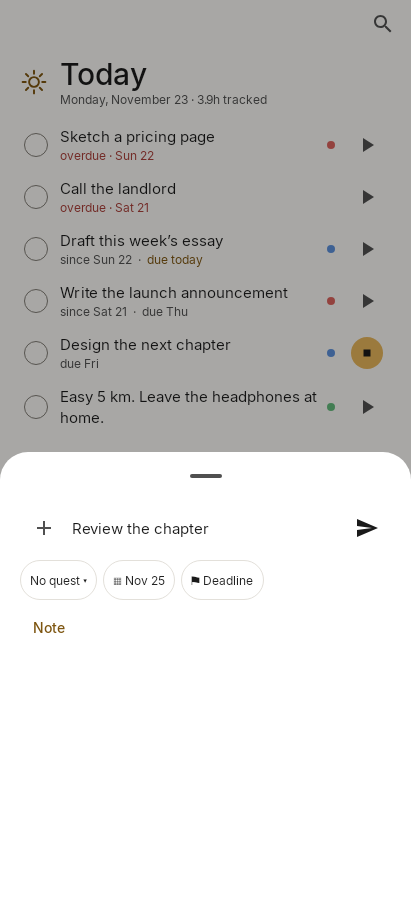 Today
Monday, November 23 · 3.9h tracked
Sketch a pricing page
overdue · Sun 22
Call the landlord
overdue · Sat 21
Draft this week’s essay
since Sun 22 · due today
Write the launch announcement
since Sat 21 · due Thu
Design the next chapter
due Fri
Easy 5 km. Leave the headphones at
home.
Review the chapter
No quest
Nov 25
Deadline
Note